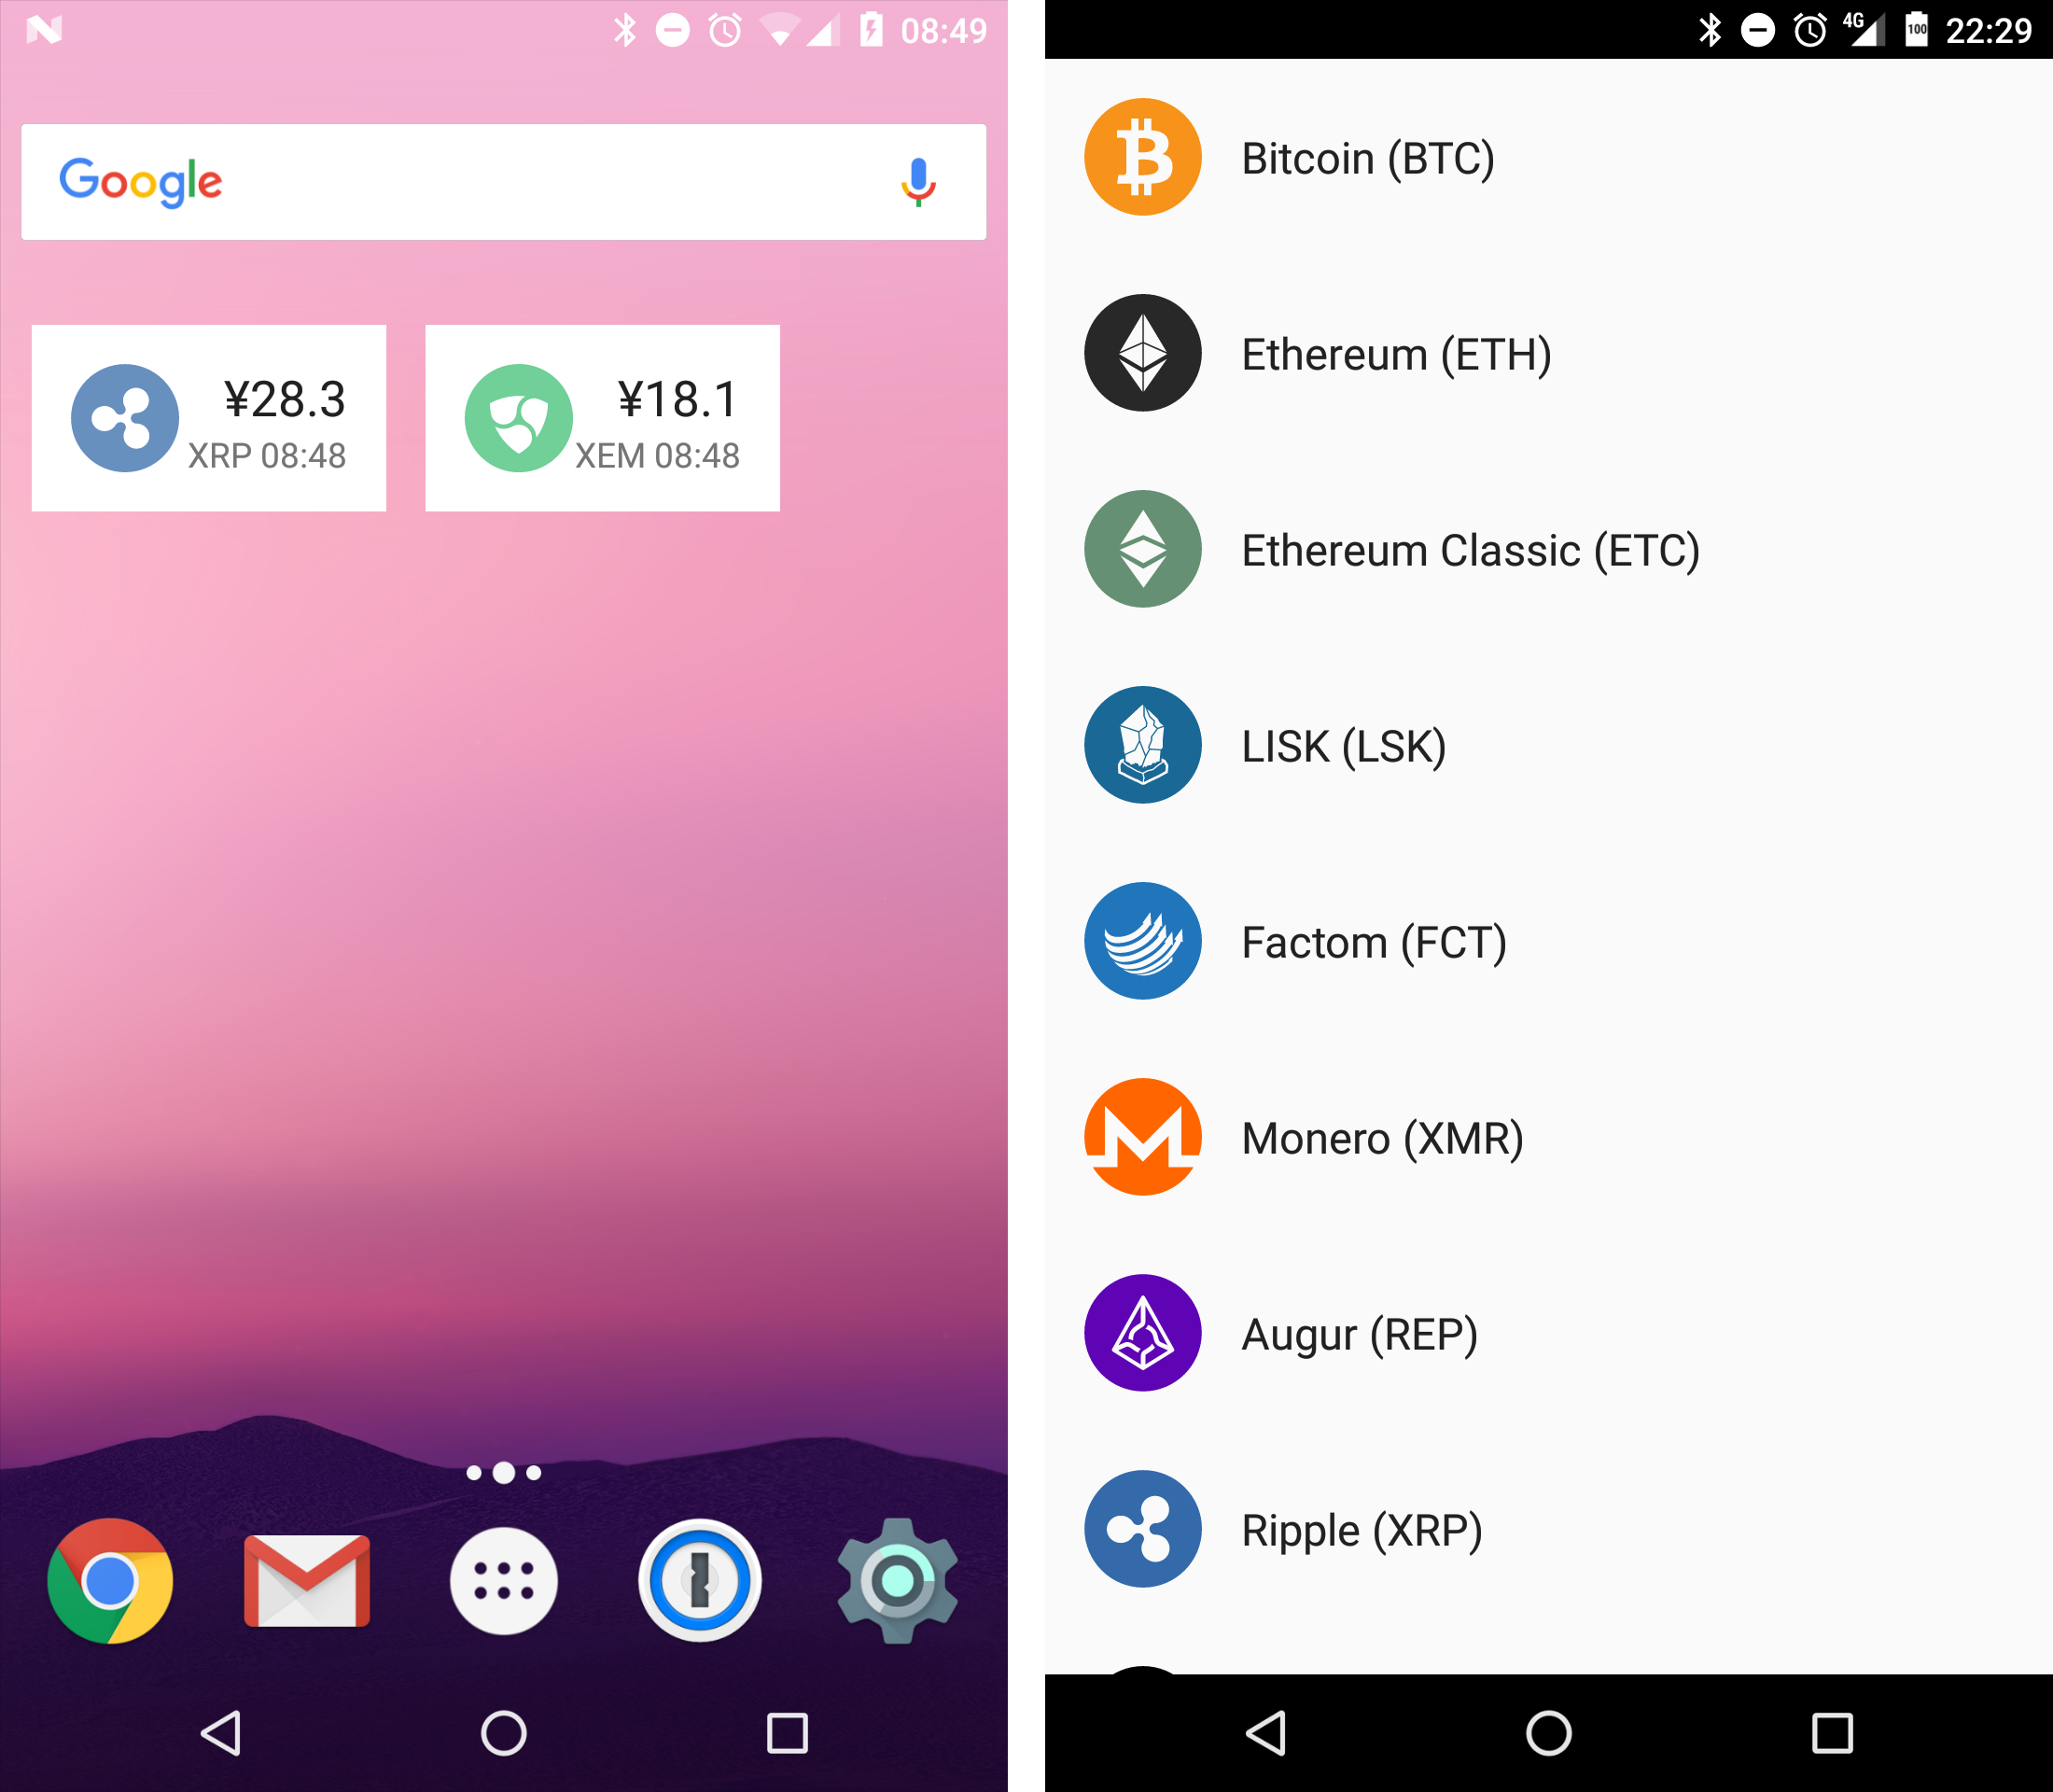 08:49
Google
¥28.3
XRP 08:48
¥18.1
XEM 08:48
4G
100
22:29
Bitcoin (BTC)
Ethereum (ETH)
Ethereum Classic (ETC)
LISK (LSK)
Factom (FCT)
Monero (XMR)
Augur (REP)
Ripple (XRP)